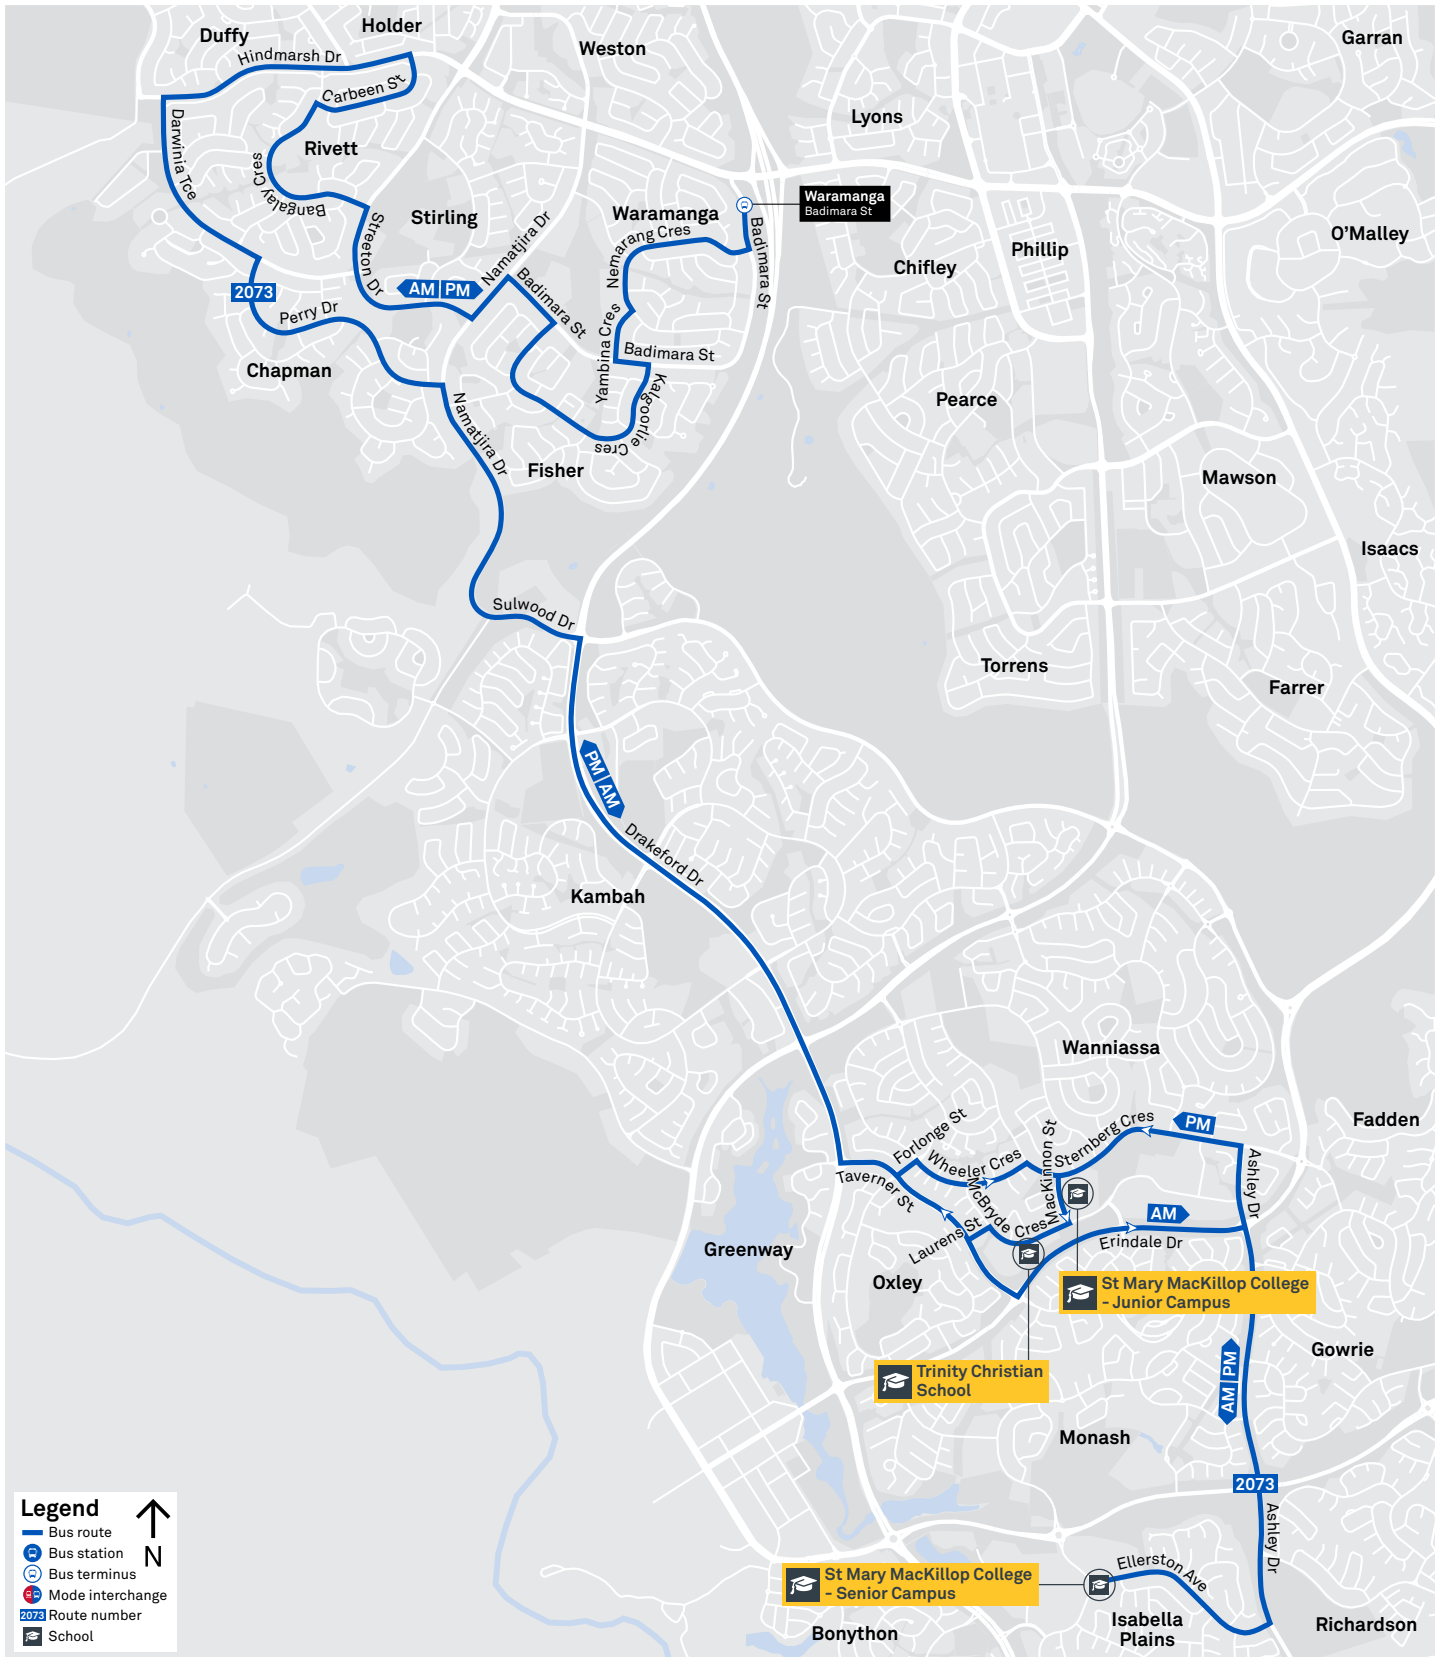 Duffy
Holder
Weston
Garran
Hindmarsh Dr
Carbeen St
Lyons
Darwinia Tce
Rivett
Bangalay Cres
Stirling
Streeton Dr
Waramanga
Waramanga
Badimara St
Namatjira Dr
Nemarang Cres
Badimara St
Phillip
O'Malley
Chifley
2073
AM
PM
Badimara St
Perry Dr
Yambina Cres
Badimara St
Chapman
Kalgoorlie Cres
Pearce
Namatjira Dr
Fisher
Mawson
Isaacs
Sulwood Dr
Torrens
Farrer
PM
AM
Drakeford Dr
Kambah
Wanniassa
Fadden
Forlonge St
Wheeler Cres
MacKinnon St
Sternberg Cres
PM
Ashley Dr
Taverner St
McBryde Cres
AM
Laurens St
Erindale Dr
Greenway
Oxley
St Mary MacKillop College
- Junior Campus
Gowrie
Trinity Christian
School
AM
PM
Monash
2073
Ashley Dr
Ellerston Ave
St Mary MacKillop College
- Senior Campus
Isabella
Plains
Richardson
Bonython
Legend
N
Bus route
Bus station
Bus terminus
Mode interchange
2073 Route number
School